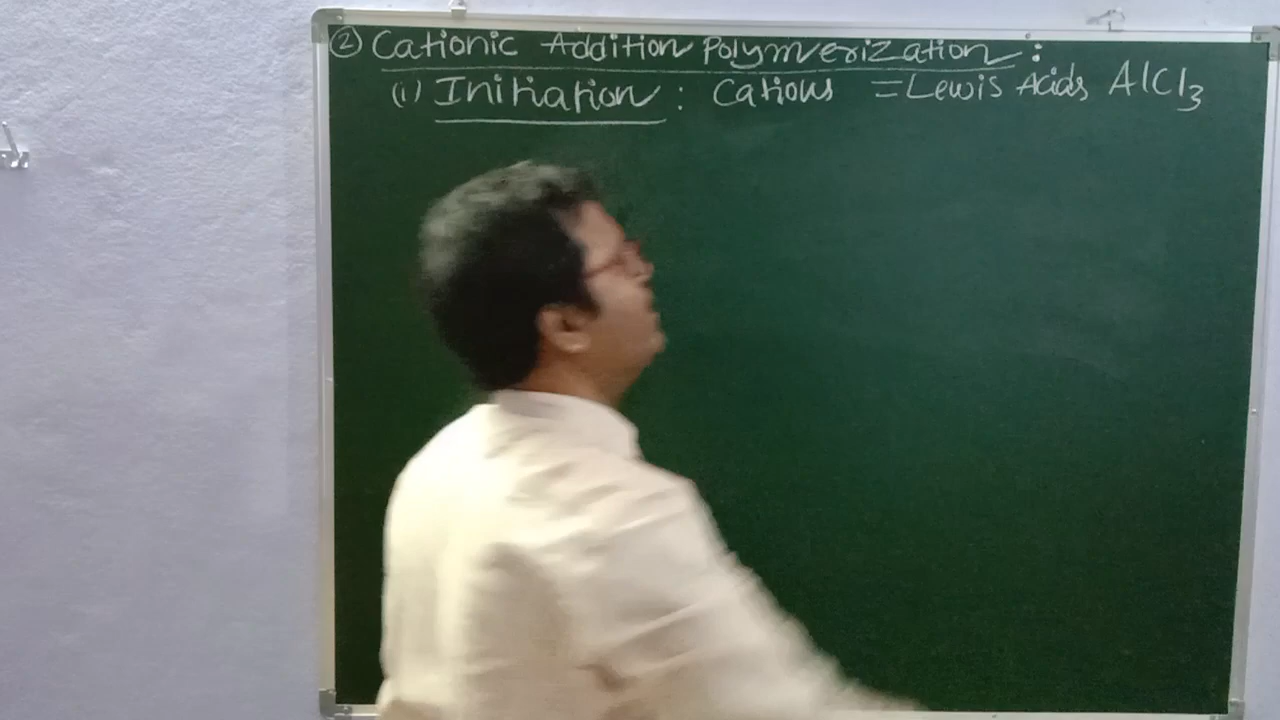 ② Cationic Addition Polymerization :
(i) Initiation : Cations = Lewis Acids AlCl3